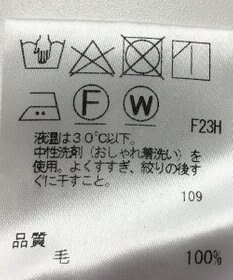 F W
F23H
液温は30℃以下。
中性洗剤(おしゃれ着洗い)を
使用。よくすすぎ、絞りの後す
ぐに干すこと。
109
品質
毛 100%